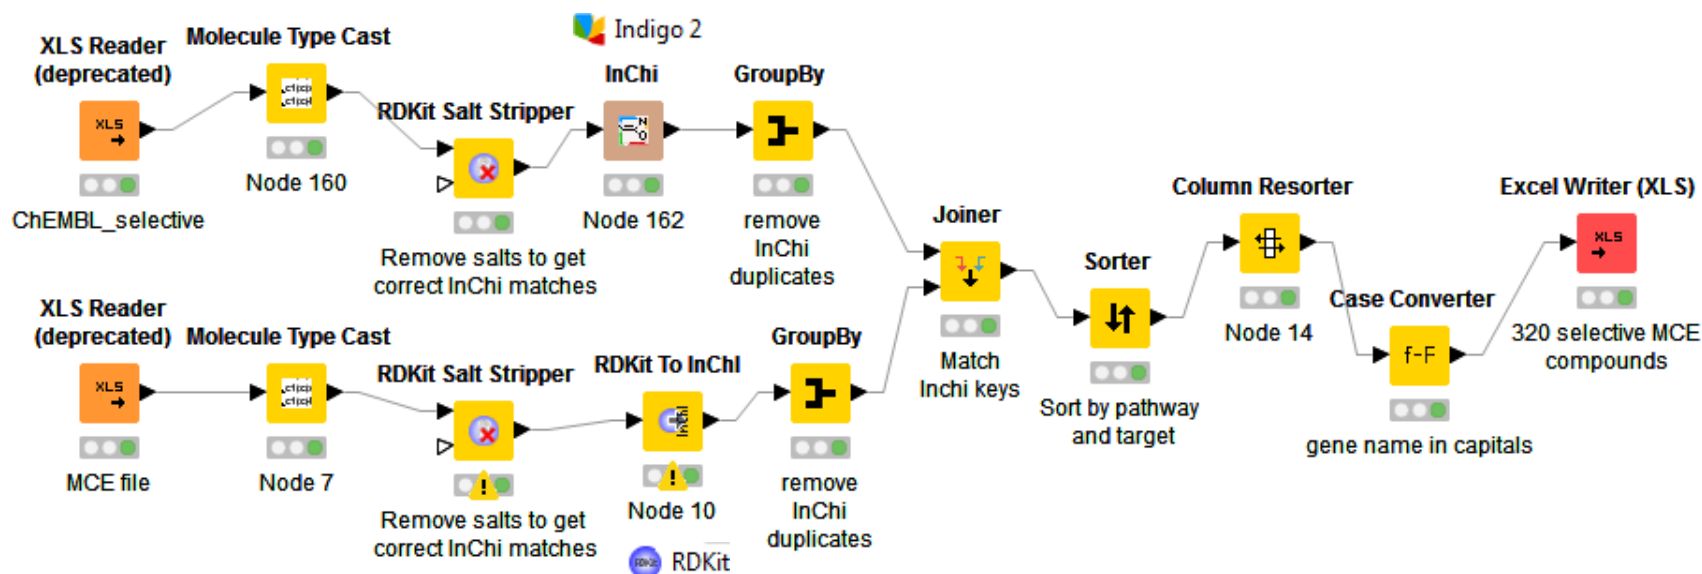 Indigo 2
XLS Reader
(deprecated)
XLS
ChEMBL_selective
Molecule Type Cast
Node 160
RDKit Salt Stripper
Remove salts to get
correct InChi matches
InChi
N
O
Node 162
GroupBy
remove
InChi
duplicates
XLS Reader
(deprecated)
XLS
MCE file
Molecule Type Cast
Node 7
RDKit Salt Stripper
!
Remove salts to get
correct InChi matches
RDKit To InChI
InChI
!
Node 10
RDKit
GroupBy
remove
InChi
duplicates
Joiner
Match
Inchi keys
Sorter
Sort by pathway
and target
Column Resorter
Node 14
Case Converter
f-F
gene name in capitals
Excel Writer (XLS)
XLS
320 selective MCE
compounds